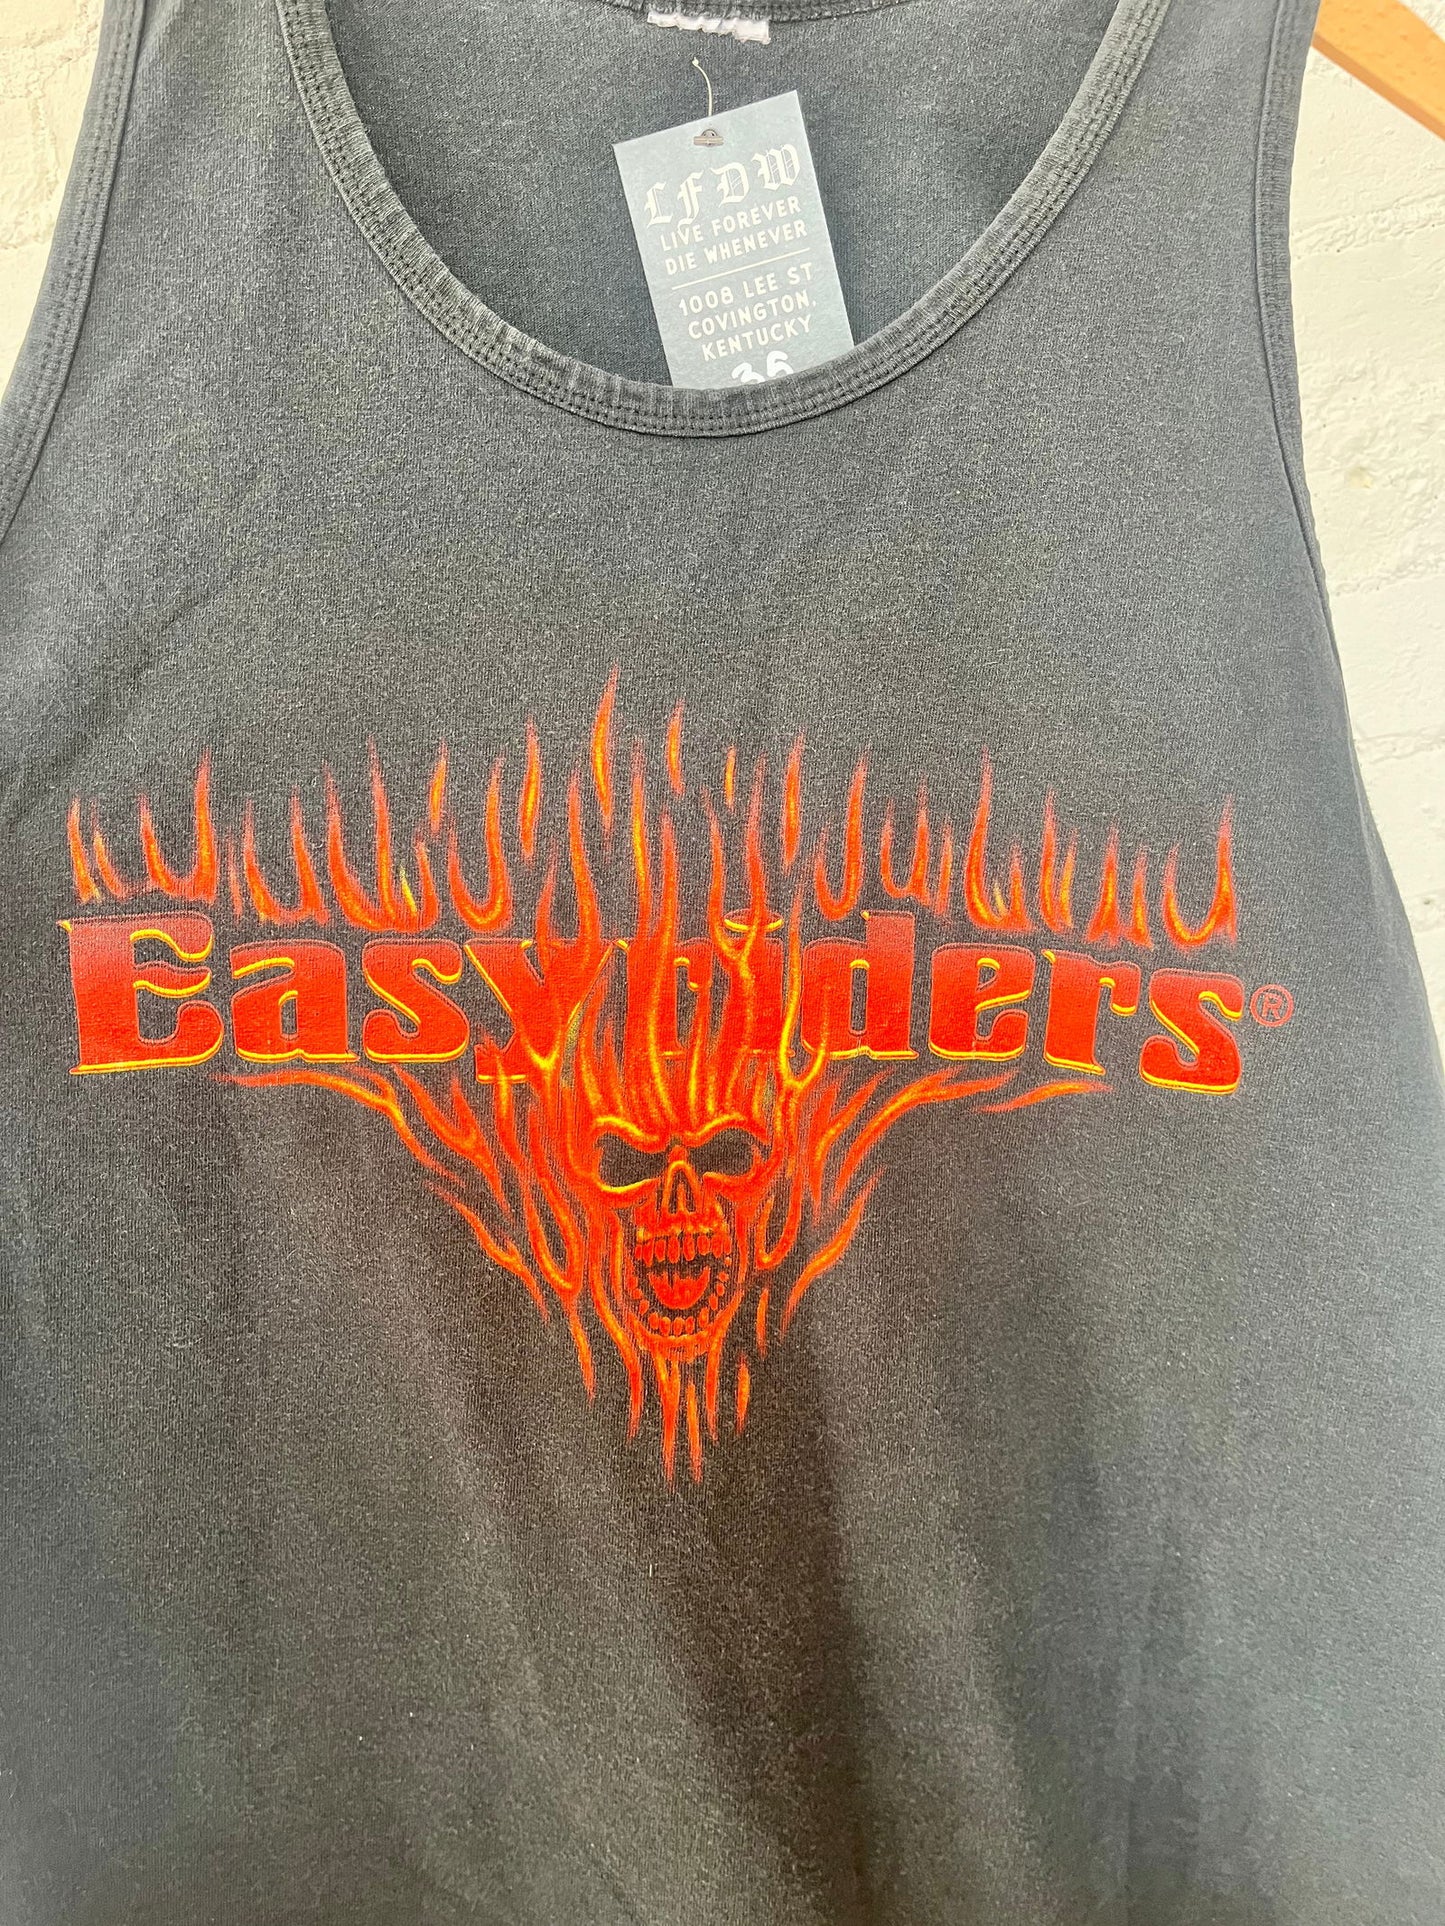 LFDW
LIVE FOREVER
DIE WHENEVER
1008 LEE ST
COVINGTON,
KENTUCKY
36
Easyriders®